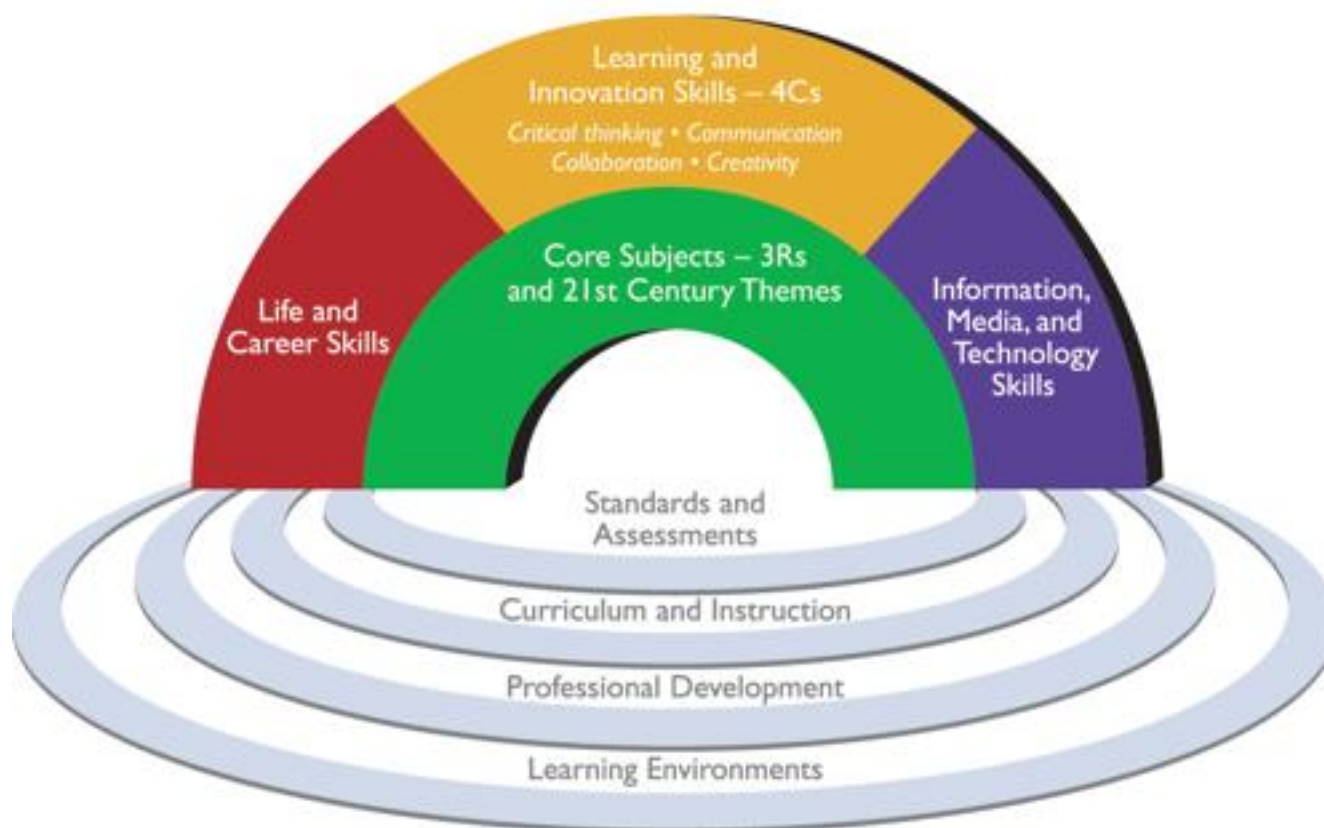 Learning and
Innovation Skills – 4Cs
Critical thinking • Communication
Collaboration • Creativity
Core Subjects – 3Rs
and 21st Century Themes
Life and
Career Skills
Information,
Media, and
Technology
Skills
Standards and
Assessments
Curriculum and Instruction
Professional Development
Learning Environments